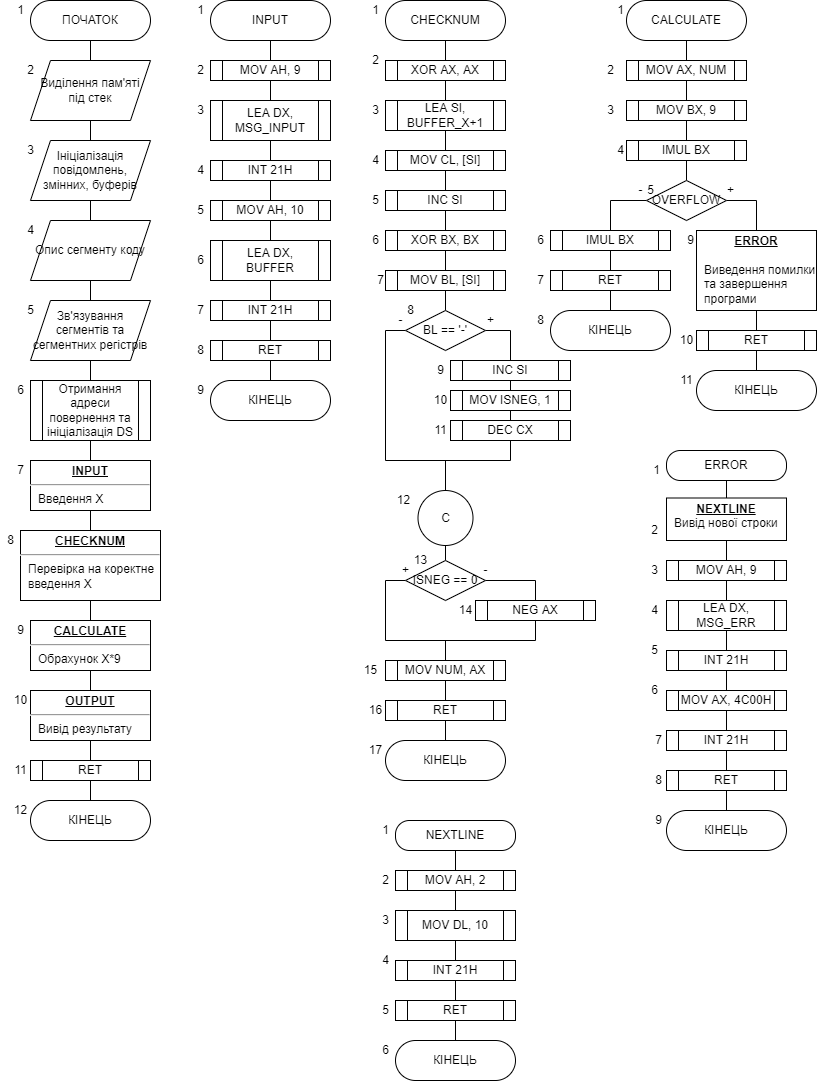 1
ПОЧАТОК
2
Виділення пам'яті
під стек
3
Ініціалізація
повідомлень,
змінних, буферів
4
Опис сегменту коду
5
Зв'язування
сегментів та
сегментних регістрів
6
Отримання
адреси
повернення та
ініціалізація DS
7
INPUT
Введення X
8
CHECKNUM
Перевірка на коректне
введення X
9
CALCULATE
Обрахунок X*9
10
OUTPUT
Вивід результату
11
RET
12
КІНЕЦЬ
1
INPUT
2
MOV AH, 9
3
LEA DX,
MSG_INPUT
4
INT 21H
5
MOV AH, 10
6
LEA DX,
BUFFER
7
INT 21H
8
RET
9
КІНЕЦЬ
1
CHECKNUM
2
XOR AX, AX
3
LEA SI,
BUFFER_X+1
4
MOV CL, [SI]
5
INC SI
6
XOR BX, BX
7
MOV BL, [SI]
8
- BL == '-' +
9
INC SI
10
MOV ISNEG, 1
11
DEC CX
12
C
13
+ ISNEG == 0 -
14
NEG AX
15
MOV NUM, AX
16
RET
17
КІНЕЦЬ
1
CALCULATE
2
MOV AX, NUM
3
MOV BX, 9
4
IMUL BX
- 5 +
OVERFLOW
6
IMUL BX
7
RET
8
КІНЕЦЬ
9
ERROR
Виведення помилки
та завершення
програми
10
RET
11
КІНЕЦЬ
1
ERROR
2
NEXTLINE
Вивід нової строки
3
MOV AH, 9
4
LEA DX,
MSG_ERR
5
INT 21H
6
MOV AX, 4C00H
7
INT 21H
8
RET
9
КІНЕЦЬ
1
NEXTLINE
2
MOV AH, 2
3
MOV DL, 10
4
INT 21H
5
RET
6
КІНЕЦЬ